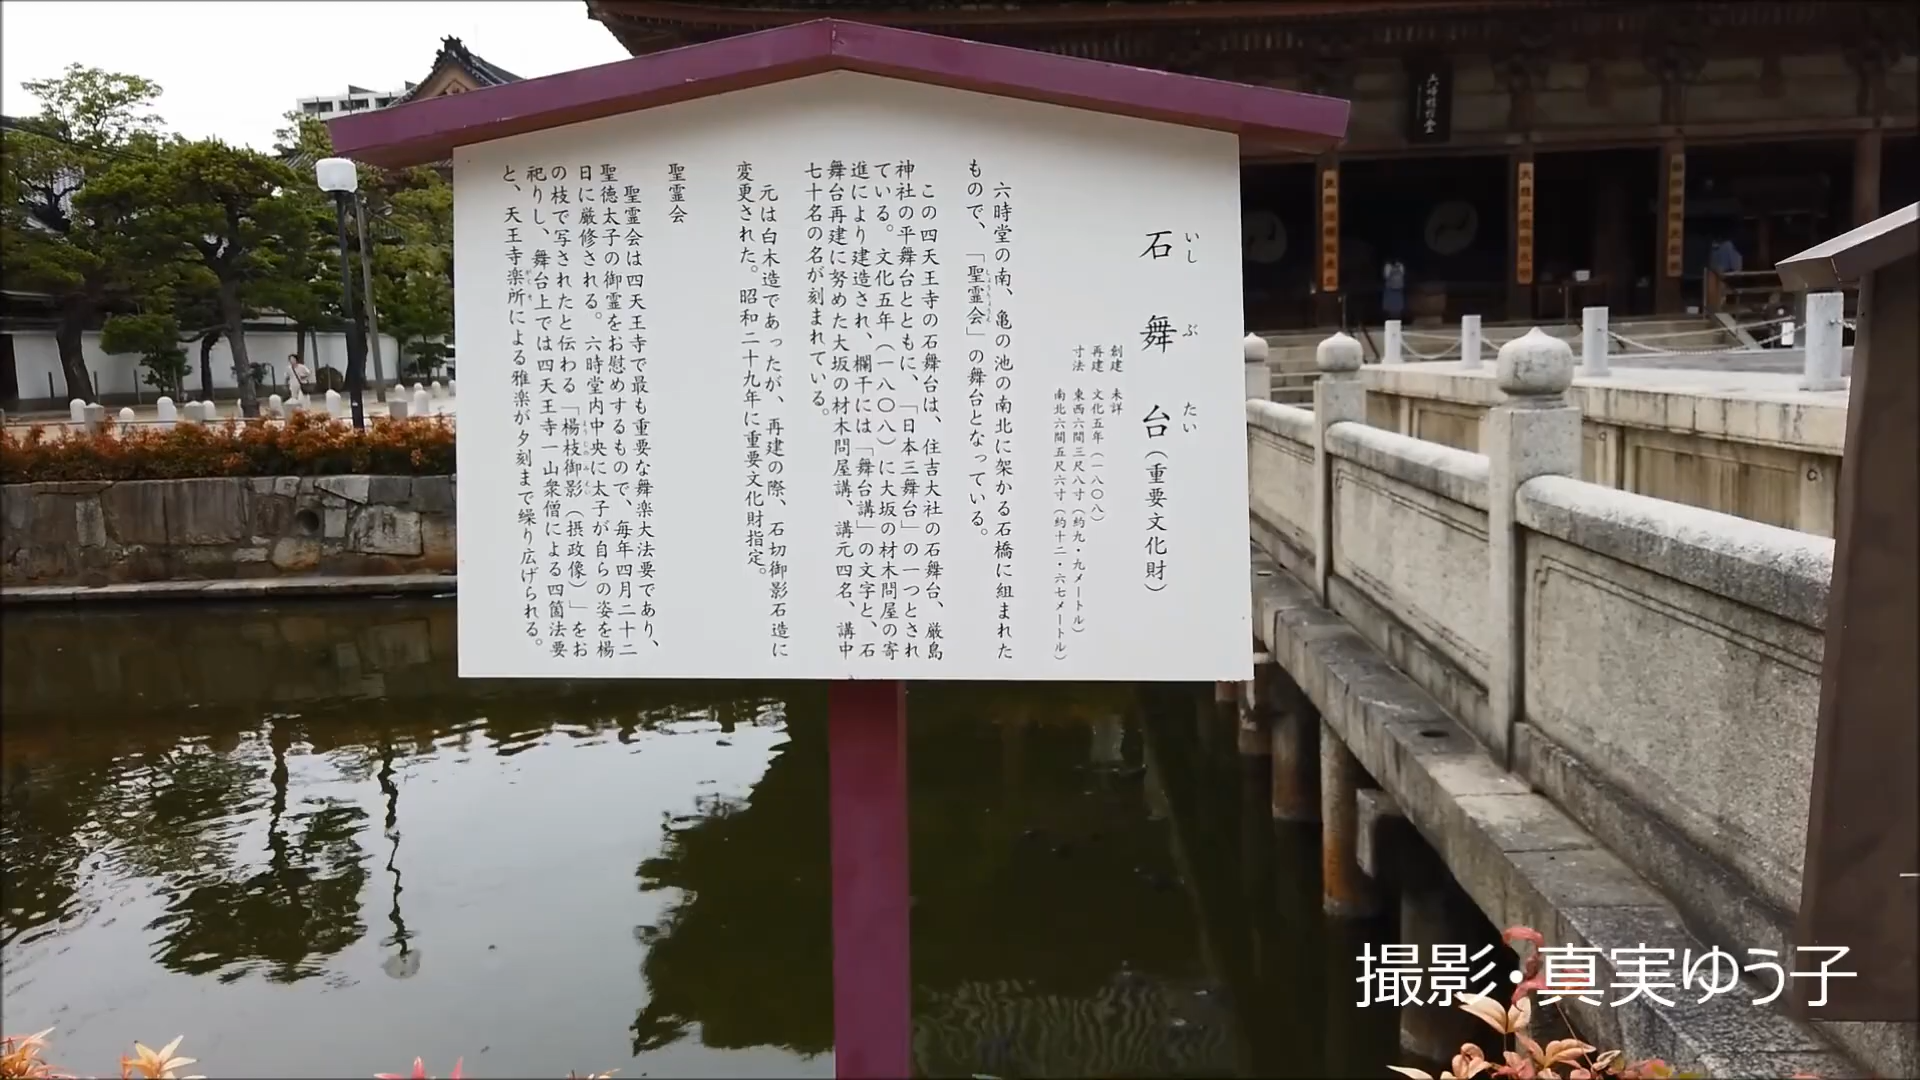 石舞台（重要文化財）
いし ぶ たい
創建　未詳
再建　文化五年（一八〇八）
寸法　東西六間三尺八寸（約九・九メートル）
南北六間五尺六寸（約十二・六七メートル）
六時堂の南、亀の池の南北に架かる石橋に組まれた
もので、「聖霊会」の舞台となっている。
この四天王寺の石舞台は、住吉大社の石舞台、厳島
神社の平舞台とともに、「日本三舞台」の一つとされ
ている。文化五年（一八〇八）に大坂の材木問屋の寄
進により建造され、欄干には「舞台講」の文字と、石
舞台再建に努めた大坂の材木問屋講、講元四名、講中
七十名の名が刻まれている。
元は白木造であったが、再建の際、石切御影石造に
変更された。昭和二十九年に重要文化財指定。
聖霊会
聖霊会は四天王寺で最も重要な舞楽大法要であり、
聖徳太子の御霊をお慰めするもので、毎年四月二十二
日に厳修される。六時堂内中央に太子が自らの姿を楊
の枝で写されたと伝わる「楊枝御影（摂政像）」をお
祀りし、舞台上では四天王寺一山衆僧による四箇法要
と、天王寺楽所による雅楽が夕刻まで繰り広げられる。
撮影・真実ゆう子